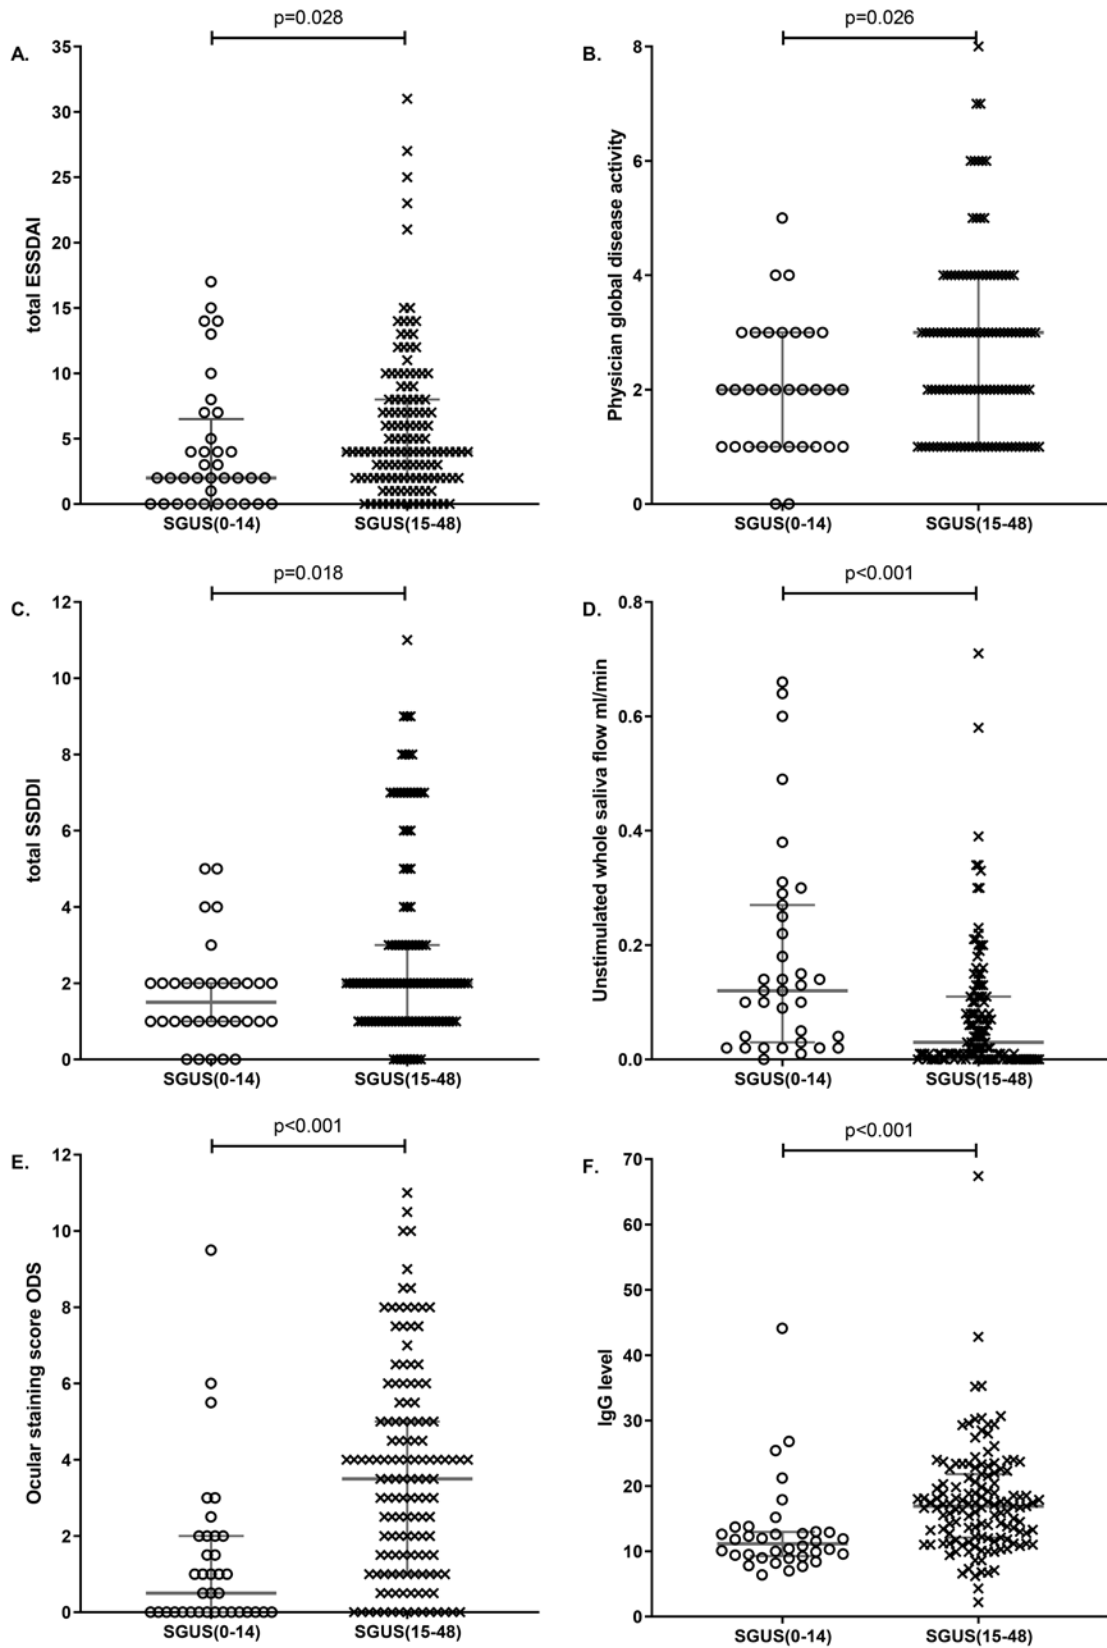 p=0.028
A.
35
30
25
20
15
10
5
0
total ESSDAI
SGUS(0-14)
SGUS(15-48)
p=0.026
B.
8
6
4
2
0
Physician global disease activity
SGUS(0-14)
SGUS(15-48)
p=0.018
C.
12
10
8
6
4
2
0
total SSDDI
SGUS(0-14)
SGUS(15-48)
p<0.001
D.
0.8
0.6
0.4
0.2
0.0
Unstimulated whole saliva flow ml/min
SGUS(0-14)
SGUS(15-48)
p<0.001
E.
12
10
8
6
4
2
0
Ocular staining score ODS
SGUS(0-14)
SGUS(15-48)
p<0.001
F.
70
60
50
40
30
20
10
0
IgG level
SGUS(0-14)
SGUS(15-48)